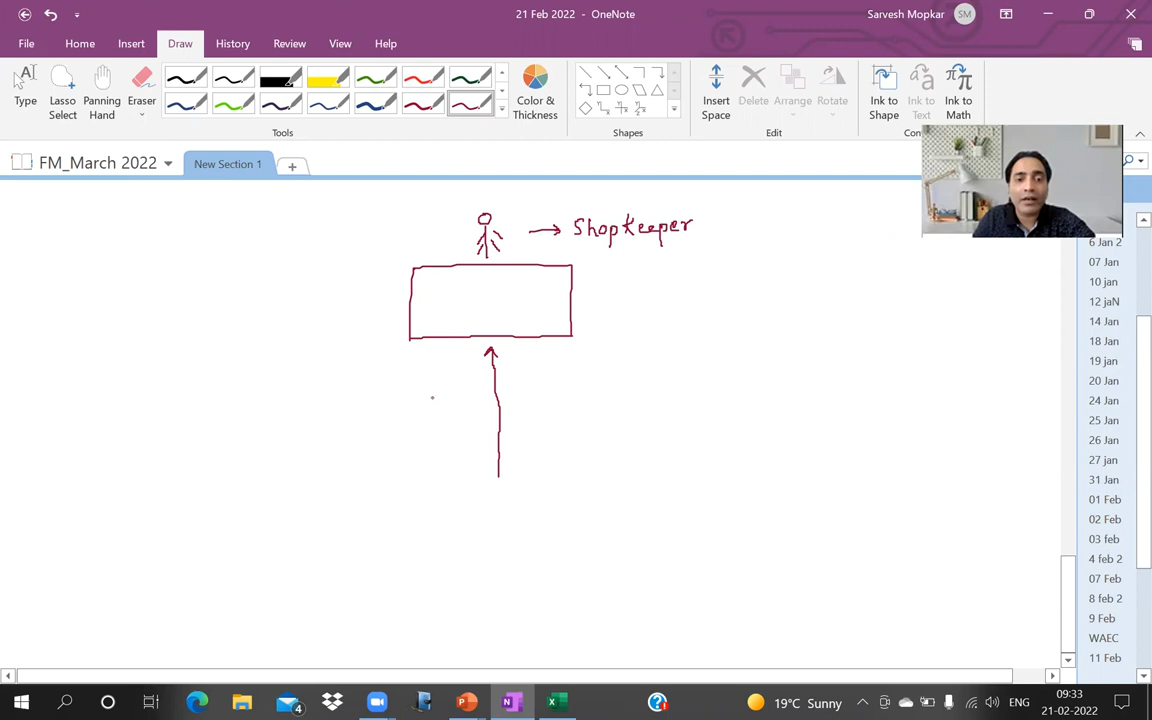 21 Feb 2022 - OneNote
Sarvesh Mopkar SM
File Home Insert Draw History Review View Help
Type
Lasso Select
Panning Hand
Eraser
Color & Thickness
Insert Space
Delete
Arrange
Rotate
Ink to Shape
Ink to Text
Ink to Math
Tools
Shapes
Edit
FM_March 2022
New Section 1
Shopkeeper
6 Jan 2
07 Jan
10 jan
12 jaN
14 Jan
18 Jan
19 jan
20 Jan
24 Jan
25 Jan
26 Jan
27 jan
31 Jan
01 Feb
02 Feb
03 feb
4 feb 2
07 Feb
8 feb 2
9 Feb
WAEC
11 Feb
4
19°C Sunny
ENG
09:33
21-02-2022